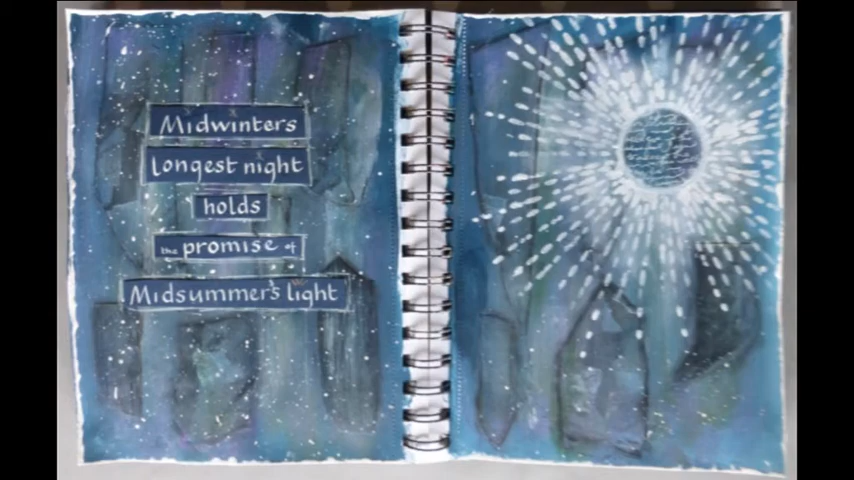 Midwinters
longest night
holds
the promise of
Midsummer's light